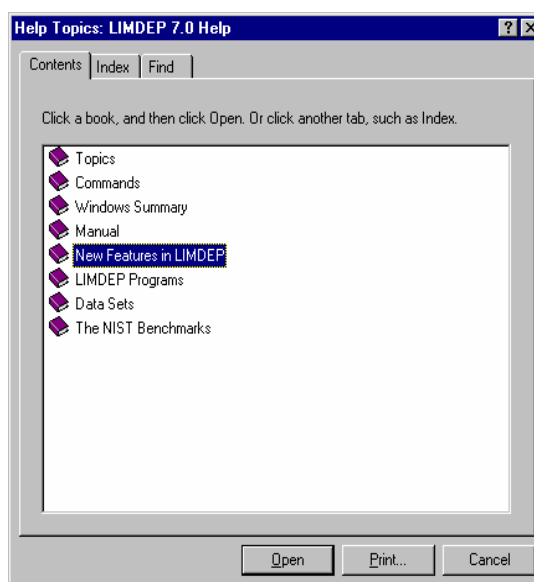 Help Topics: LIMDEP 7.0 Help
Contents Index Find
Click a book, and then click Open. Or click another tab, such as Index.
Topics
Commands
Windows Summary
Manual
New Features in LIMDEP
LIMDEP Programs
Data Sets
The NIST Benchmarks
Open Print... Cancel